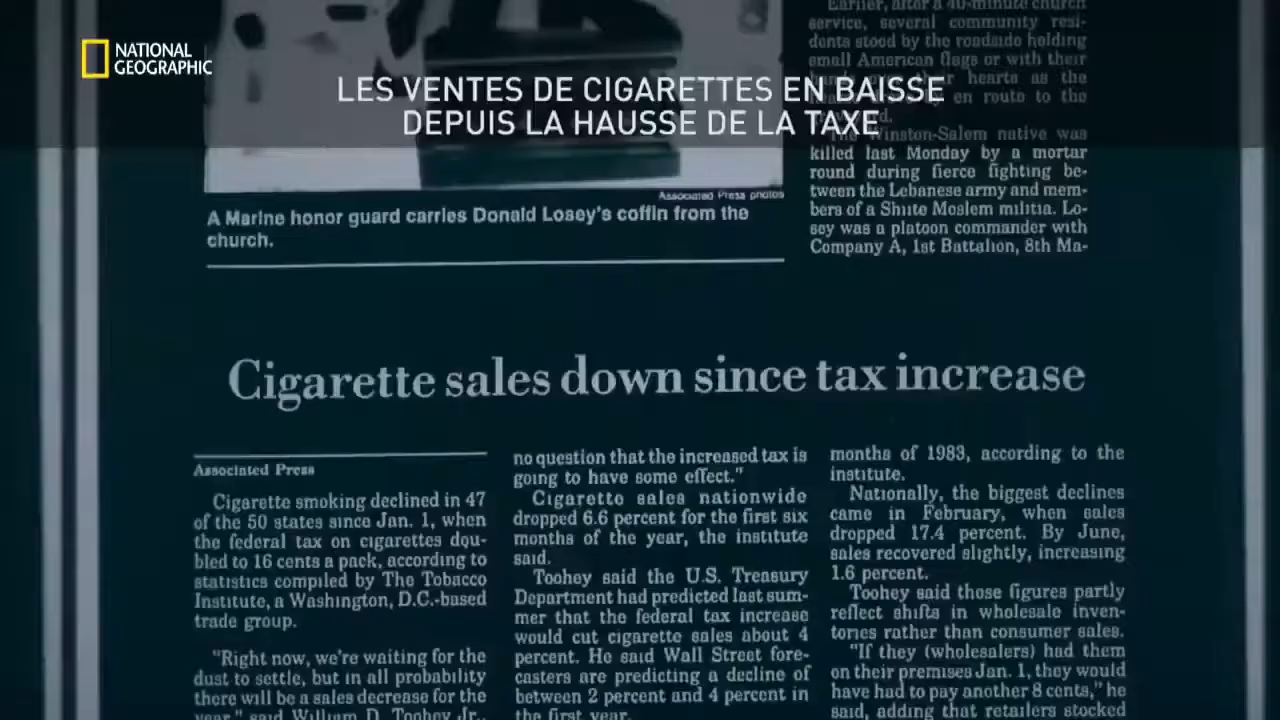 NATIONAL
GEOGRAPHIC
LES VENTES DE CIGARETTES EN BAISSE
DEPUIS LA HAUSSE DE LA TAXE
Associated Press photos
A Marine honor guard carries Donald Losey's coffin from the
church.
Earlier, after a 40-minute church
service, several community resi-
dents stood by the roadside holding
small American flags or with their
hearts as the
en route to the
Winston-Salem native was
killed last Monday by a mortar
round during fierce fighting be-
tween the Lebanese army and mem-
bers of a Shiite Moslem militia. Lo-
sey was a platoon commander with
Company A, 1st Battalion, 8th Ma-
Cigarette sales down since tax increase
Associated Press
Cigarette smoking declined in 47
of the 50 states since Jan. 1, when
the federal tax on cigarettes dou-
bled to 16 cents a pack, according to
statistics compiled by The Tobacco
Institute, a Washington, D.C.-based
trade group.
"Right now, we're waiting for the
dust to settle, but in all probability
there will be a sales decrease for the
year," said William D. Toohey Jr.,
no question that the increased tax is
going to have some effect."
Cigarette sales nationwide
dropped 6.6 percent for the first six
months of the year, the institute
said.
Toohey said the U.S. Treasury
Department had predicted last sum-
mer that the federal tax increase
would cut cigarette sales about 4
percent. He said Wall Street fore-
casters are predicting a decline of
between 2 percent and 4 percent in
the first year.
months of 1983, according to the
institute.
Nationally, the biggest declines
came in February, when sales
dropped 17.4 percent. By June,
sales recovered slightly, increasing
1.6 percent.
Toohey said those figures partly
reflect shifts in wholesale inven-
tories rather than consumer sales.
"If they (wholesalers) had them
on their premises Jan. 1, they would
have had to pay another 8 cents," he
said, adding that retailers stocked